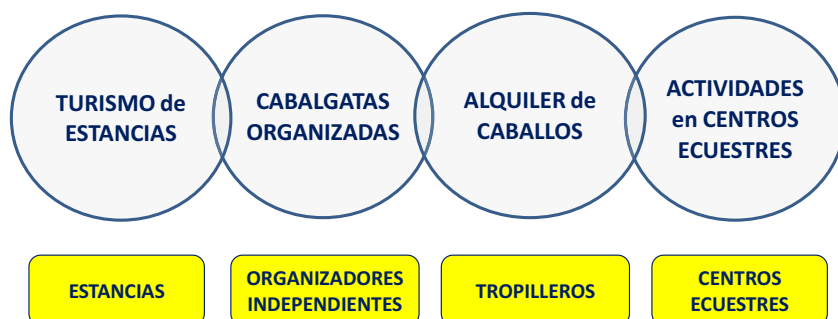 TURISMO de
ESTANCIAS
CABALGATAS
ORGANIZADAS
ALQUILER de
CABALLOS
ACTIVIDADES
en CENTROS
ECUESTRES
ESTANCIAS
ORGANIZADORES
INDEPENDIENTES
TROPILLEROS
CENTROS
ECUESTRES